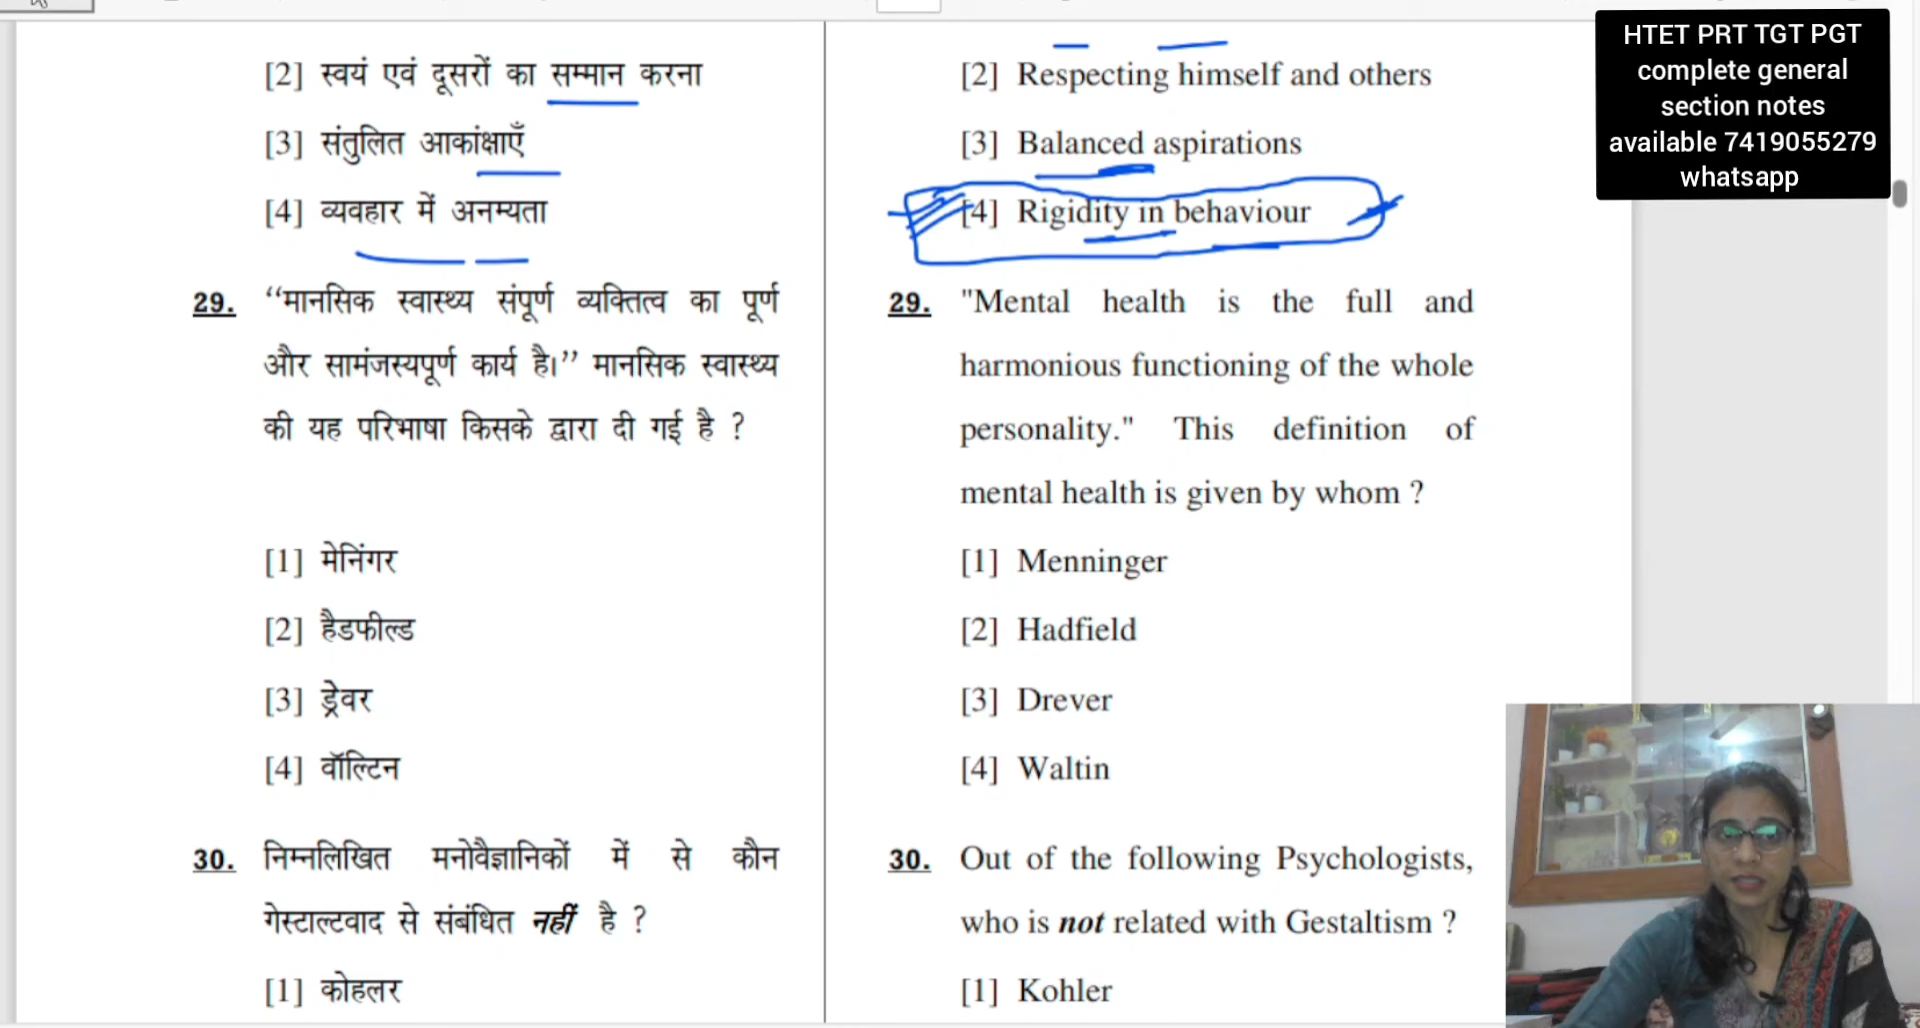 [2] स्वयं एवं दूसरों का सम्मान करना
[3] संतुलित आकांक्षाएँ
[4] व्यवहार में अनम्यता
29. ‘‘मानसिक स्वास्थ्य संपूर्ण व्यक्तित्व का पूर्ण
और सामंजस्यपूर्ण कार्य है।’’ मानसिक स्वास्थ्य
की यह परिभाषा किसके द्वारा दी गई है ?
[1] मेनिंगर
[2] हैडफील्ड
[3] ड्रेवर
[4] वॉल्टिन
30. निम्नलिखित मनोवैज्ञानिकों में से कौन
गेस्टाल्टवाद से संबंधित नहीं है ?
[1] कोहलर
[2] Respecting himself and others
[3] Balanced aspirations
[4] Rigidity in behaviour
29. "Mental health is the full and
harmonious functioning of the whole
personality." This definition of
mental health is given by whom ?
[1] Menninger
[2] Hadfield
[3] Drever
[4] Waltin
30. Out of the following Psychologists,
who is not related with Gestaltism ?
[1] Kohler
HTET PRT TGT PGT
complete general
section notes
available 7419055279
whatsapp